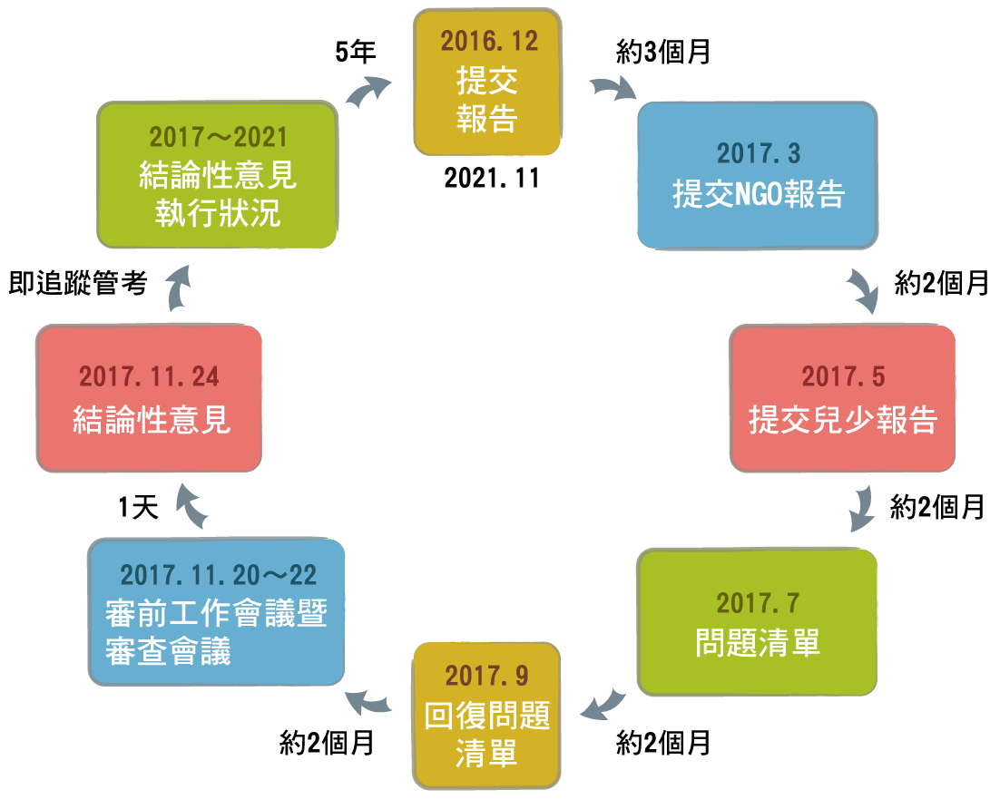 2016.12
提交
報告
2021.11
約3個月
2017.3
提交NGO報告
約2個月
2017.5
提交兒少報告
約2個月
2017.7
問題清單
約2個月
2017.9
回復問題
清單
約2個月
2017.11.20～22
審前工作會議暨
審查會議
1天
2017.11.24
結論性意見
即追蹤管考
2017～2021
結論性意見
執行狀況
5年